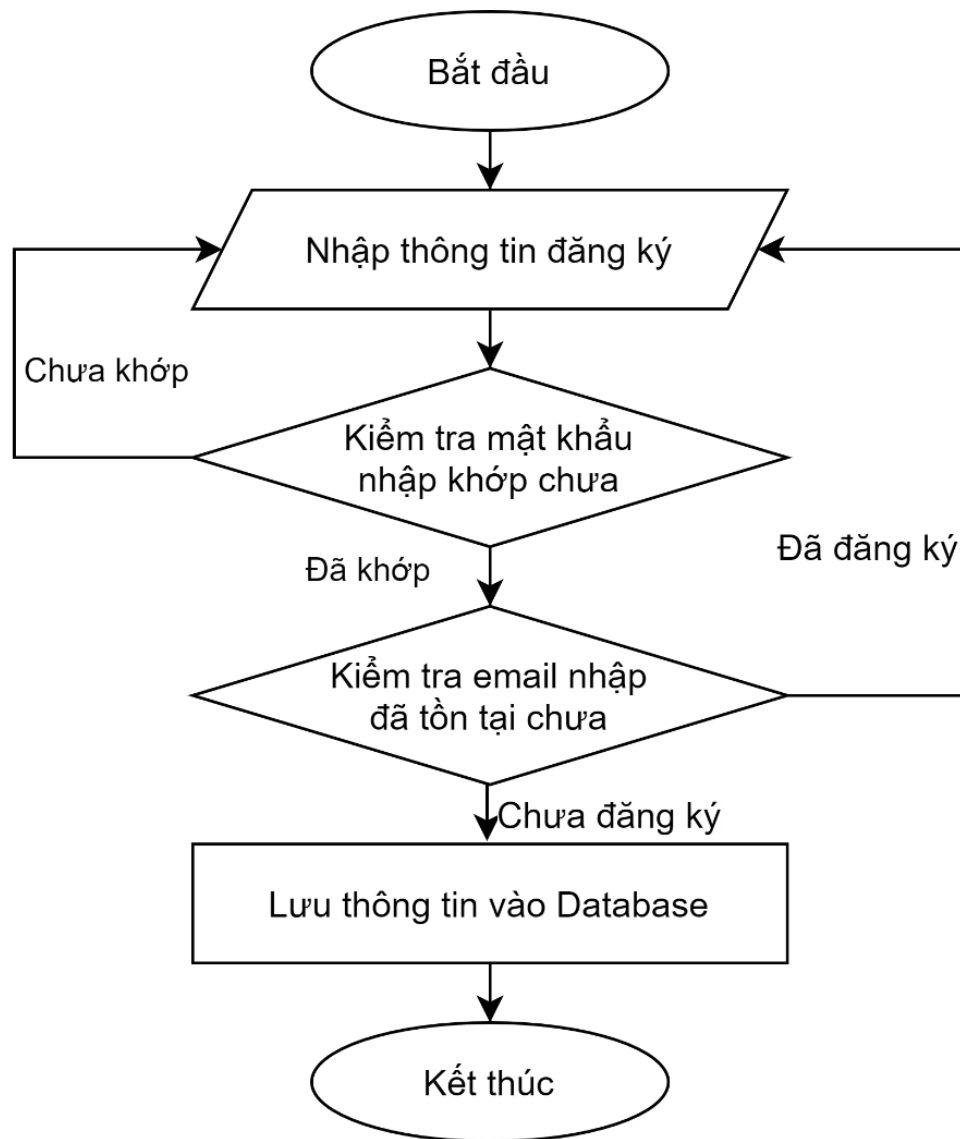 Bắt đầu
Nhập thông tin đăng ký
Chưa khớp
Kiểm tra mật khẩu
nhập khớp chưa
Đã khớp
Đã đăng ký
Kiểm tra email nhập
đã tồn tại chưa
Chưa đăng ký
Lưu thông tin vào Database
Kết thúc